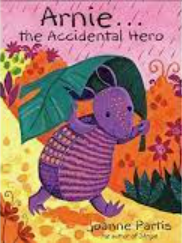 Arnie...
the Accidental Hero
Joanne Partis